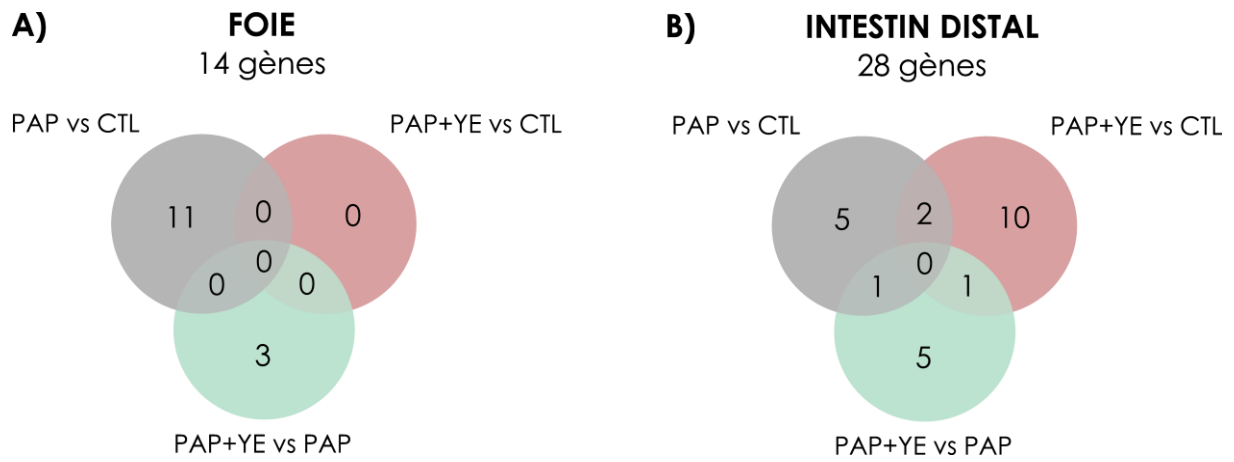 A)
FOIE
14 gènes
PAP vs CTL
PAP+YE vs CTL
11
0
0
0
0
0
3
PAP+YE vs PAP
B)
INTESTIN DISTAL
28 gènes
PAP vs CTL
PAP+YE vs CTL
5
2
10
0
1
1
5
PAP+YE vs PAP